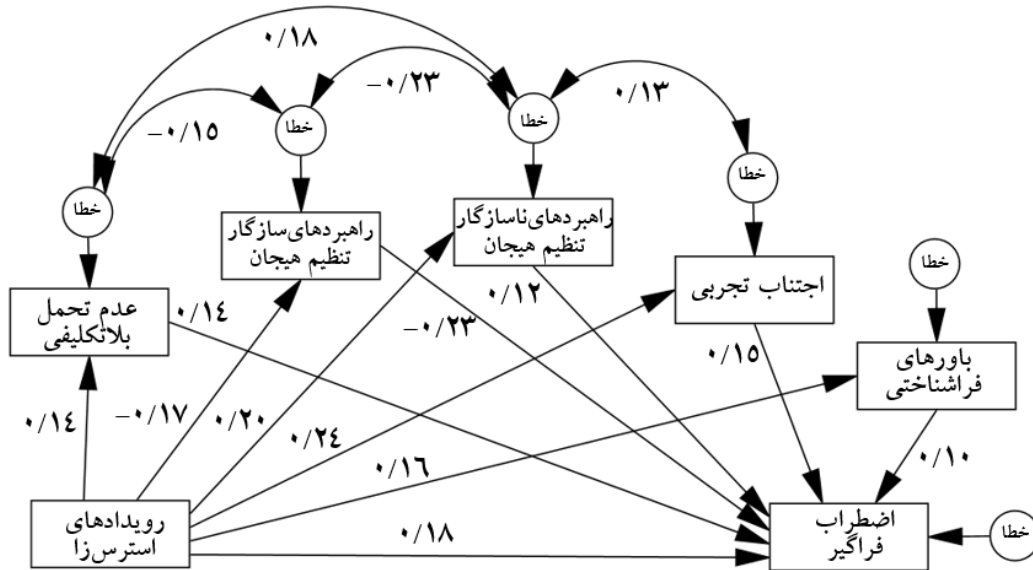 ۰/۱۸
-۰/۲۳
۰/۱۳
-۰/۱۵
خطا
خطا
خطا
خطا
راهبردهای سازگار
تنظیم هیجان
راهبردهای ناسازگار
تنظیم هیجان
خطا
اجتناب تجربی
عدم تحمل
بلاتکلیفی
۰/۱۴
-۰/۲۳
۰/۱۲
۰/۱۵
باورهای
فراشناختی
۰/۱۴
-۰/۱۷
۰/۲۰
۰/۲۴
۰/۱۶
۰/۱۰
رویدادهای
استرس‌زا
۰/۱۸
اضطراب
فراگیر
خطا